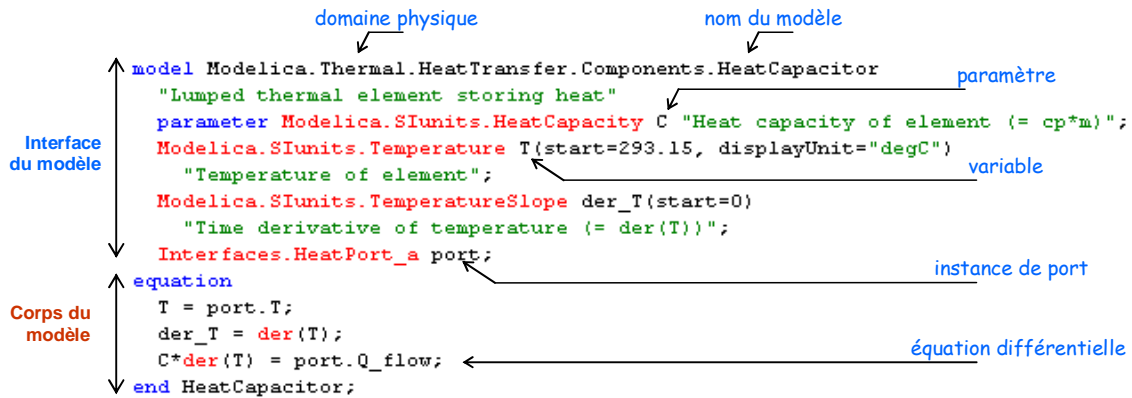 domaine physique
nom du modèle
model Modelica.Thermal.HeatTransfer.Components.HeatCapacitor
paramètre
"Lumped thermal element storing heat"
parameter Modelica.SIunits.HeatCapacity C "Heat capacity of element (= cp*m)";
Interface du modèle
Modelica.SIunits.Temperature T(start=293.15, displayUnit="degC")
variable
"Temperature of element";
Modelica.SIunits.TemperatureSlope der_T(start=0)
"Time derivative of temperature (= der(T))";
Interfaces.HeatPort_a port;
instance de port
equation
T = port.T;
Corps du modèle
der_T = der(T);
C*der(T) = port.Q_flow;
équation différentielle
end HeatCapacitor;